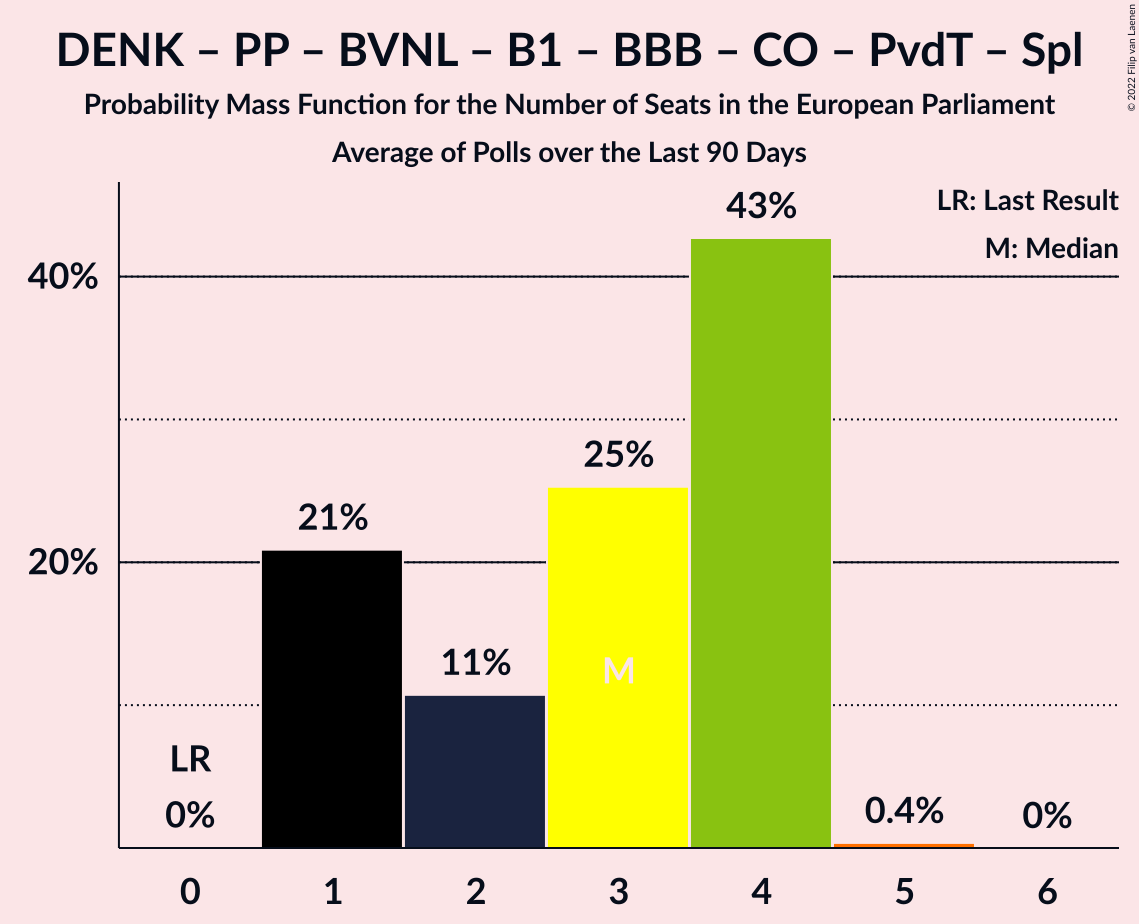 DENK – PP – BVNL – B1 – BBB – CO – PvdT – Spl
Probability Mass Function for the Number of Seats in the European Parliament
Average of Polls over the Last 90 Days
© 2022 Filip van Laenen
LR: Last Result
M: Median
43%
40%
25%
21%
20%
11%
M
LR
0%
0.4%
0%
0 1 2 3 4 5 6